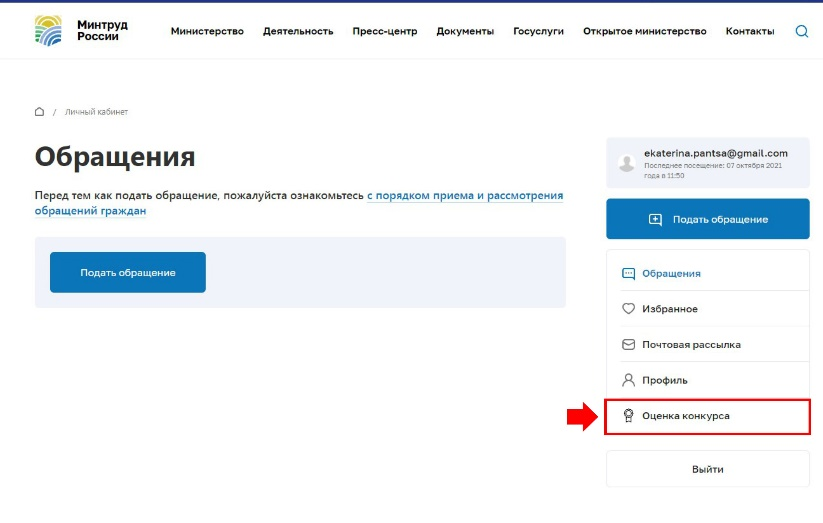 Минтруд
России
Министерство Деятельность Пресс-центр Документы Госуслуги Открытое министерство Контакты
/ Личный кабинет
Обращения
Перед тем как подать обращение, пожалуйста ознакомьтесь с порядком приема и рассмотрения
обращений граждан
Подать обращение
ekaterina.pantsa@gmail.com
Последнее посещение: 07 октября 2021
года в 11:50
Подать обращение
Обращения
Избранное
Почтовая рассылка
Профиль
Оценка конкурса
Выйти